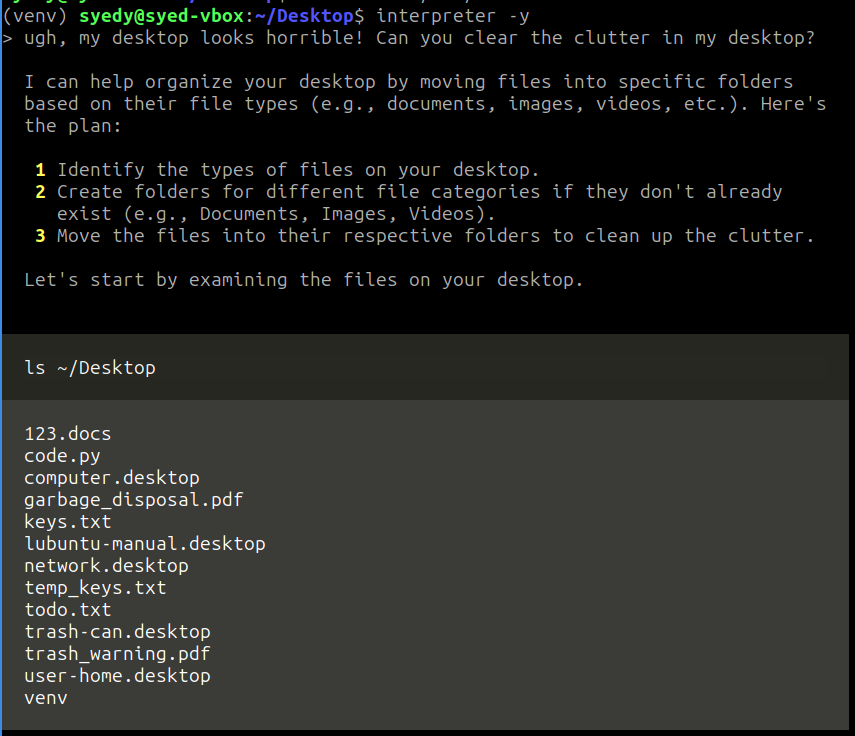 (venv) syedy@syed-vbox:~/Desktop$ interpreter -y
> ugh, my desktop looks horrible! Can you clear the clutter in my desktop?
I can help organize your desktop by moving files into specific folders
based on their file types (e.g., documents, images, videos, etc.). Here's
the plan:
1 Identify the types of files on your desktop.
2 Create folders for different file categories if they don't already
exist (e.g., Documents, Images, Videos).
3 Move the files into their respective folders to clean up the clutter.
Let's start by examining the files on your desktop.
ls ~/Desktop
123.docs
code.py
computer.desktop
garbage_disposal.pdf
keys.txt
lubuntu-manual.desktop
network.desktop
temp_keys.txt
todo.txt
trash-can.desktop
trash_warning.pdf
user-home.desktop
venv